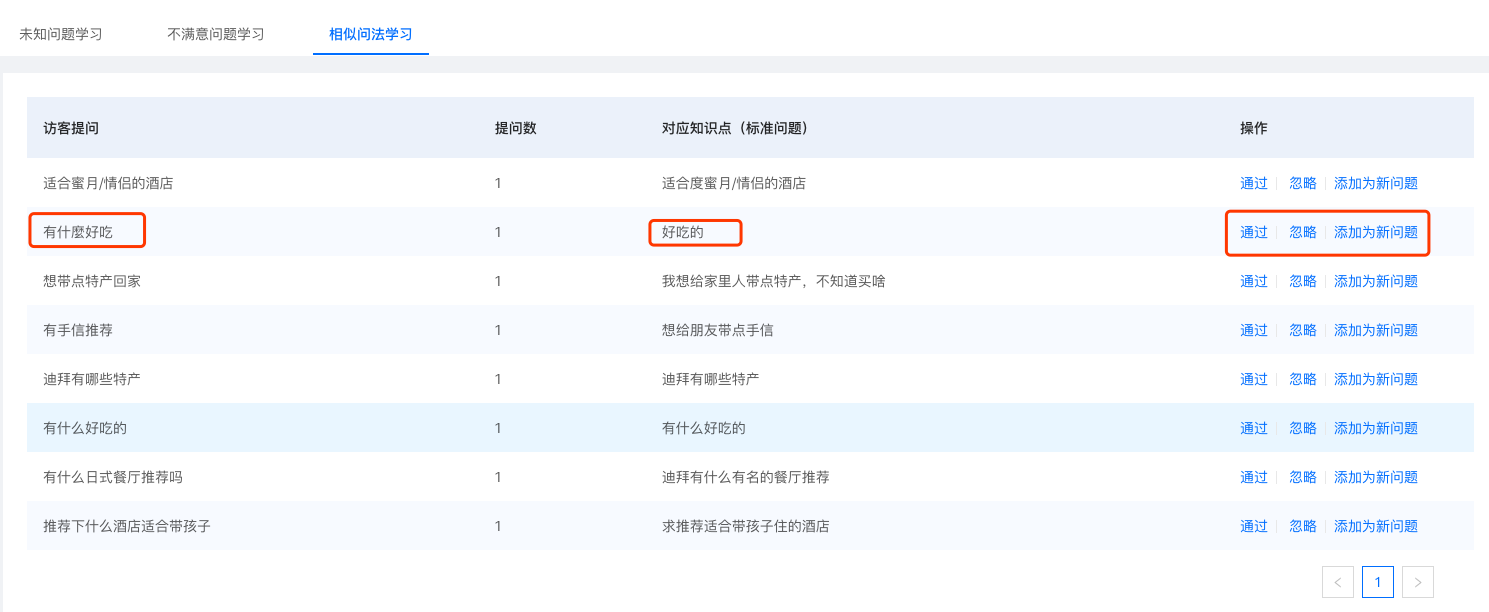 未知问题学习 不满意问题学习 相似问法学习
访客提问 提问数 对应知识点（标准问题） 操作
适合蜜月/情侣的酒店 1 适合度蜜月/情侣的酒店 通过 忽略 添加为新问题
有什麼好吃 1 好吃的 通过 忽略 添加为新问题
想带点特产回家 1 我想给家里人带点特产，不知道买啥 通过 忽略 添加为新问题
有手信推荐 1 想给朋友带点手信 通过 忽略 添加为新问题
迪拜有哪些特产 1 迪拜有哪些特产 通过 忽略 添加为新问题
有什么好吃的 1 有什么好吃的 通过 忽略 添加为新问题
有什么日式餐厅推荐吗 1 迪拜有什么有名的餐厅推荐 通过 忽略 添加为新问题
推荐下什么酒店适合带孩子 1 求推荐适合带孩子住的酒店 通过 忽略 添加为新问题
< 1 >